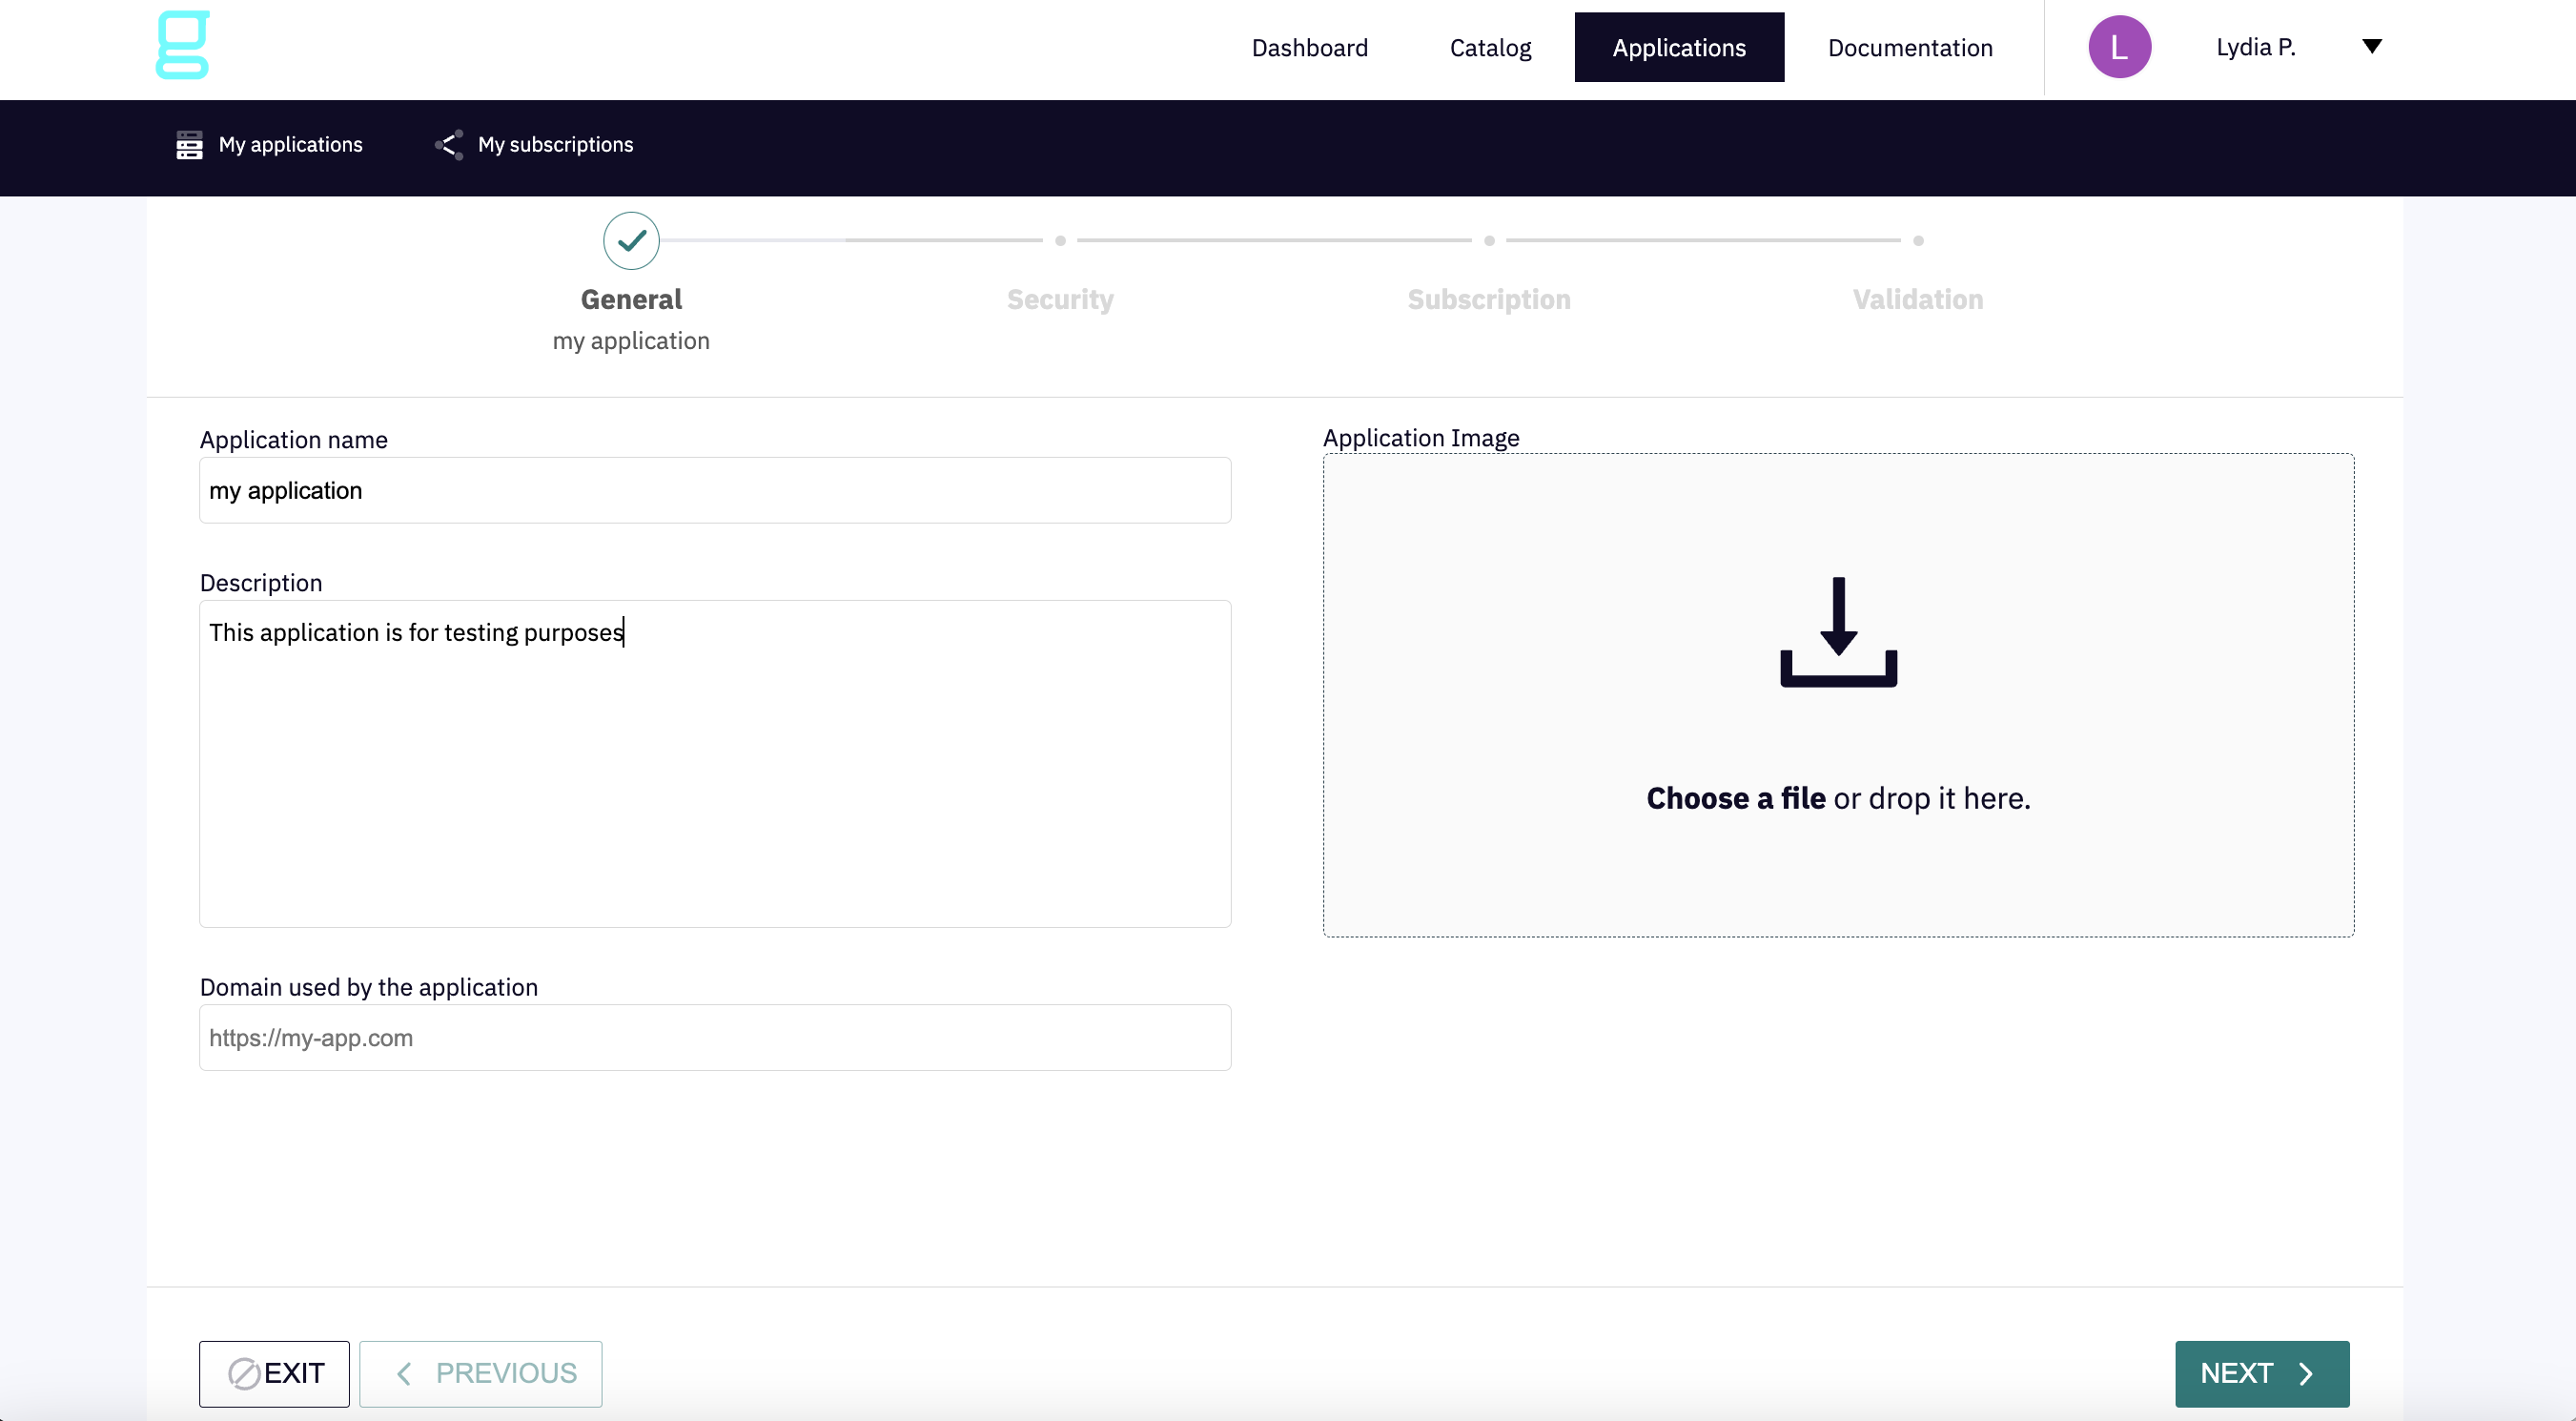 g
Dashboard Catalog Applications Documentation L Lydia P.
My applications My subscriptions
General Security Subscription Validation
my application
Application name
my application
Application Image
Description
This application is for testing purposes
Choose a file or drop it here.
Domain used by the application
https://my-app.com
EXIT PREVIOUS NEXT